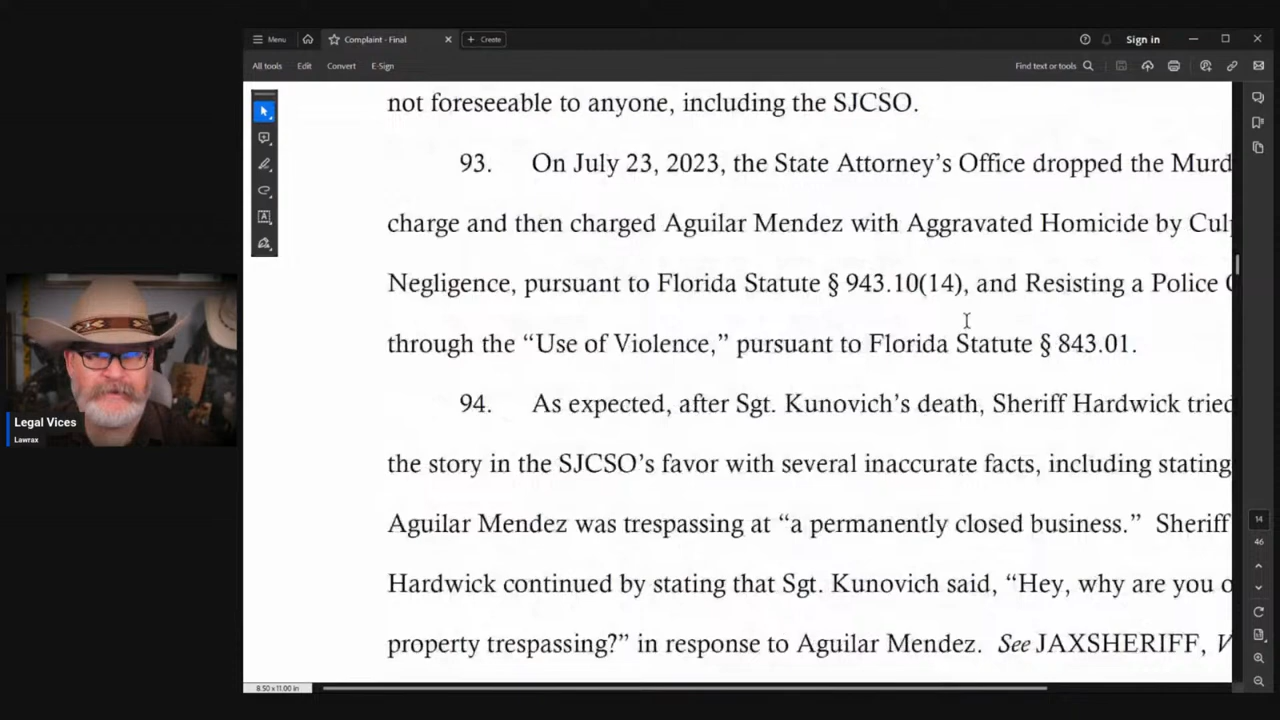 Menu
Complaint - Final
Create
Sign in
All tools
Edit
Convert
E-Sign
Find text or tools
not foreseeable to anyone, including the SJCSO.
93. On July 23, 2023, the State Attorney’s Office dropped the Murd
charge and then charged Aguilar Mendez with Aggravated Homicide by Cul
Negligence, pursuant to Florida Statute § 943.10(14), and Resisting a Police
through the “Use of Violence,” pursuant to Florida Statute § 843.01.
94. As expected, after Sgt. Kunovich’s death, Sheriff Hardwick tried
the story in the SJCSO’s favor with several inaccurate facts, including stating
Aguilar Mendez was trespassing at “a permanently closed business.” Sheriff
Hardwick continued by stating that Sgt. Kunovich said, “Hey, why are you o
property trespassing?” in response to Aguilar Mendez. See JAXSHERIFF, V
Legal Vices
Lawrax
14
46
8.50 x 11.00 in